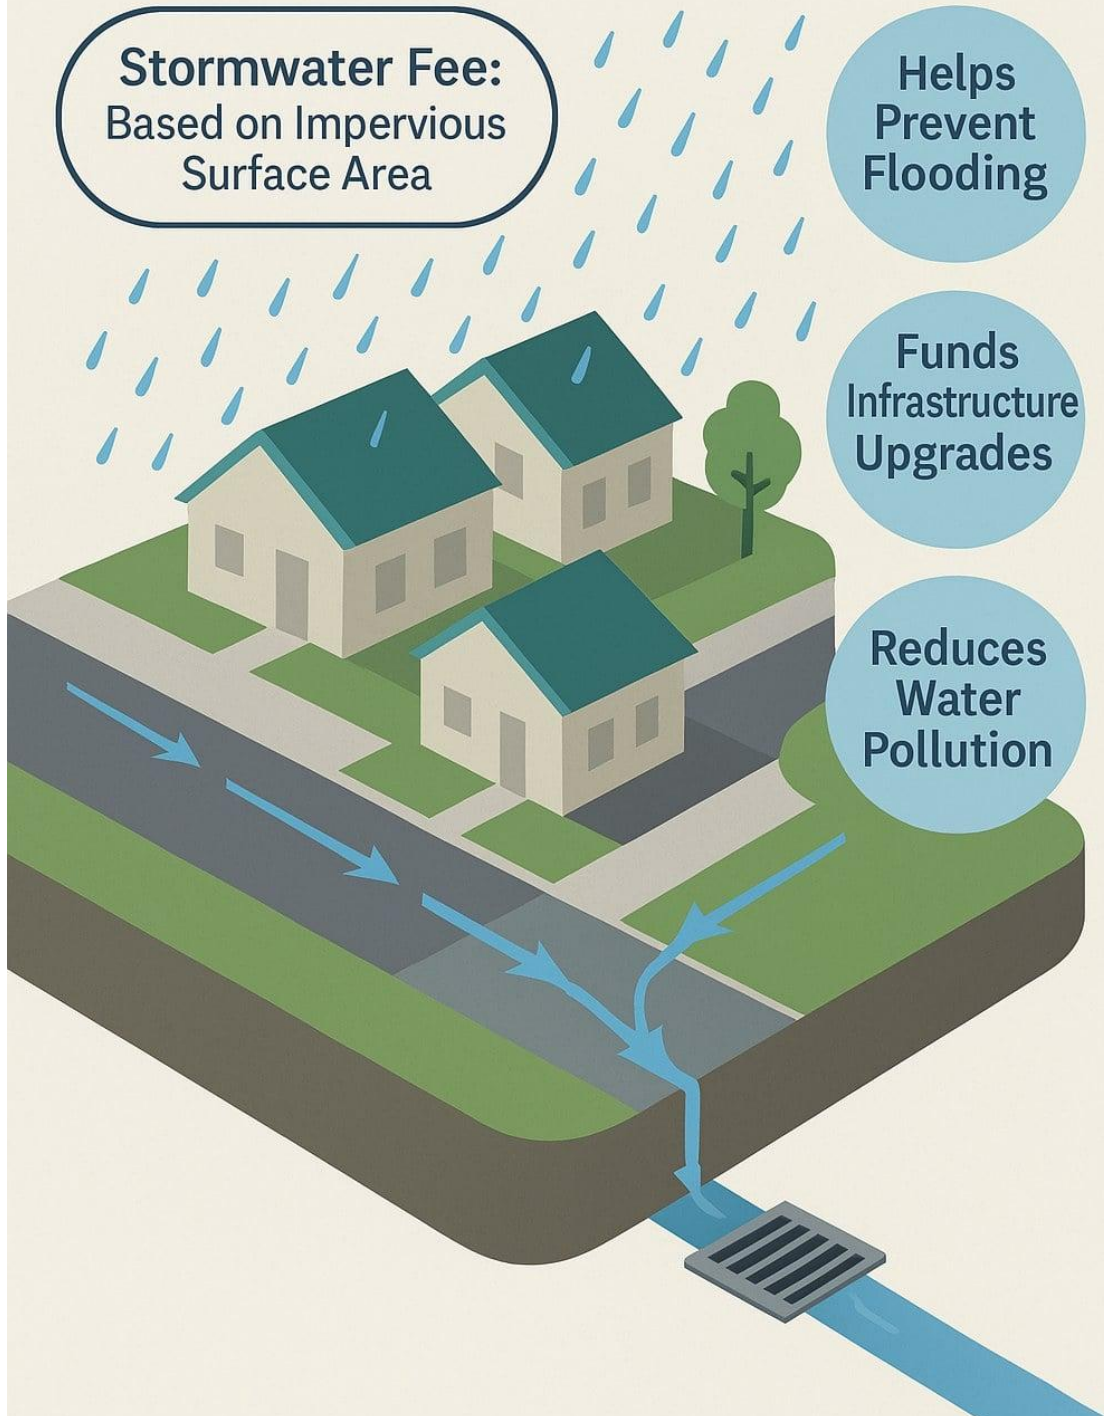 Stormwater Fee:
Based on Impervious
Surface Area
Helps
Prevent
Flooding
Funds
Infrastructure
Upgrades
Reduces
Water
Pollution